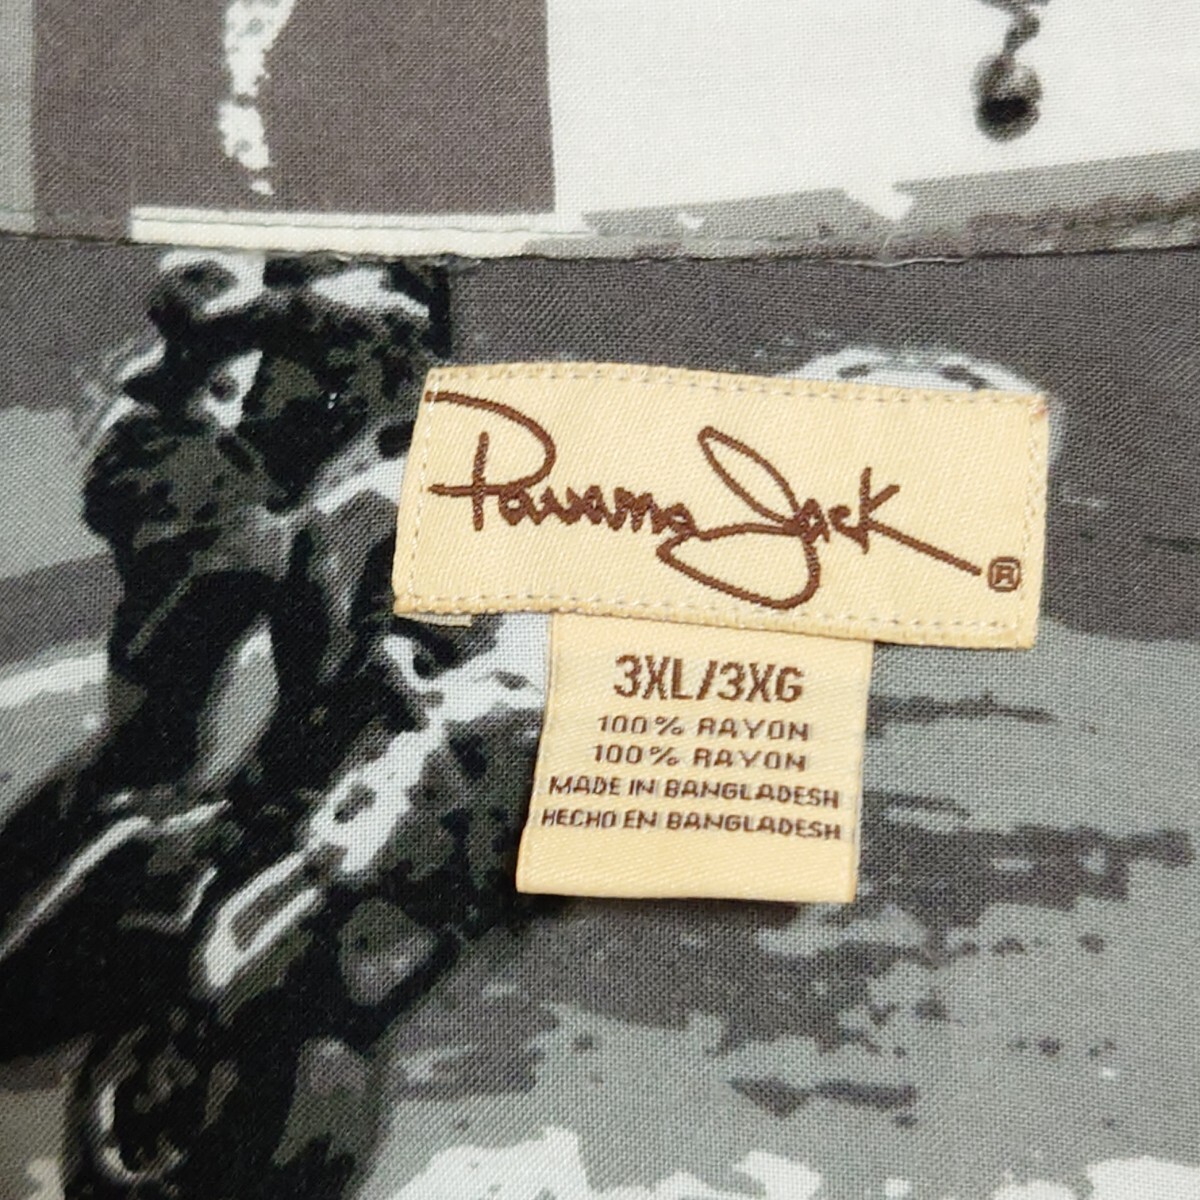 Panama Jack ®
3XL/3XG
100% RAYON
100% RAYON
MADE IN BANGLADESH
HECHO EN BANGLADESH